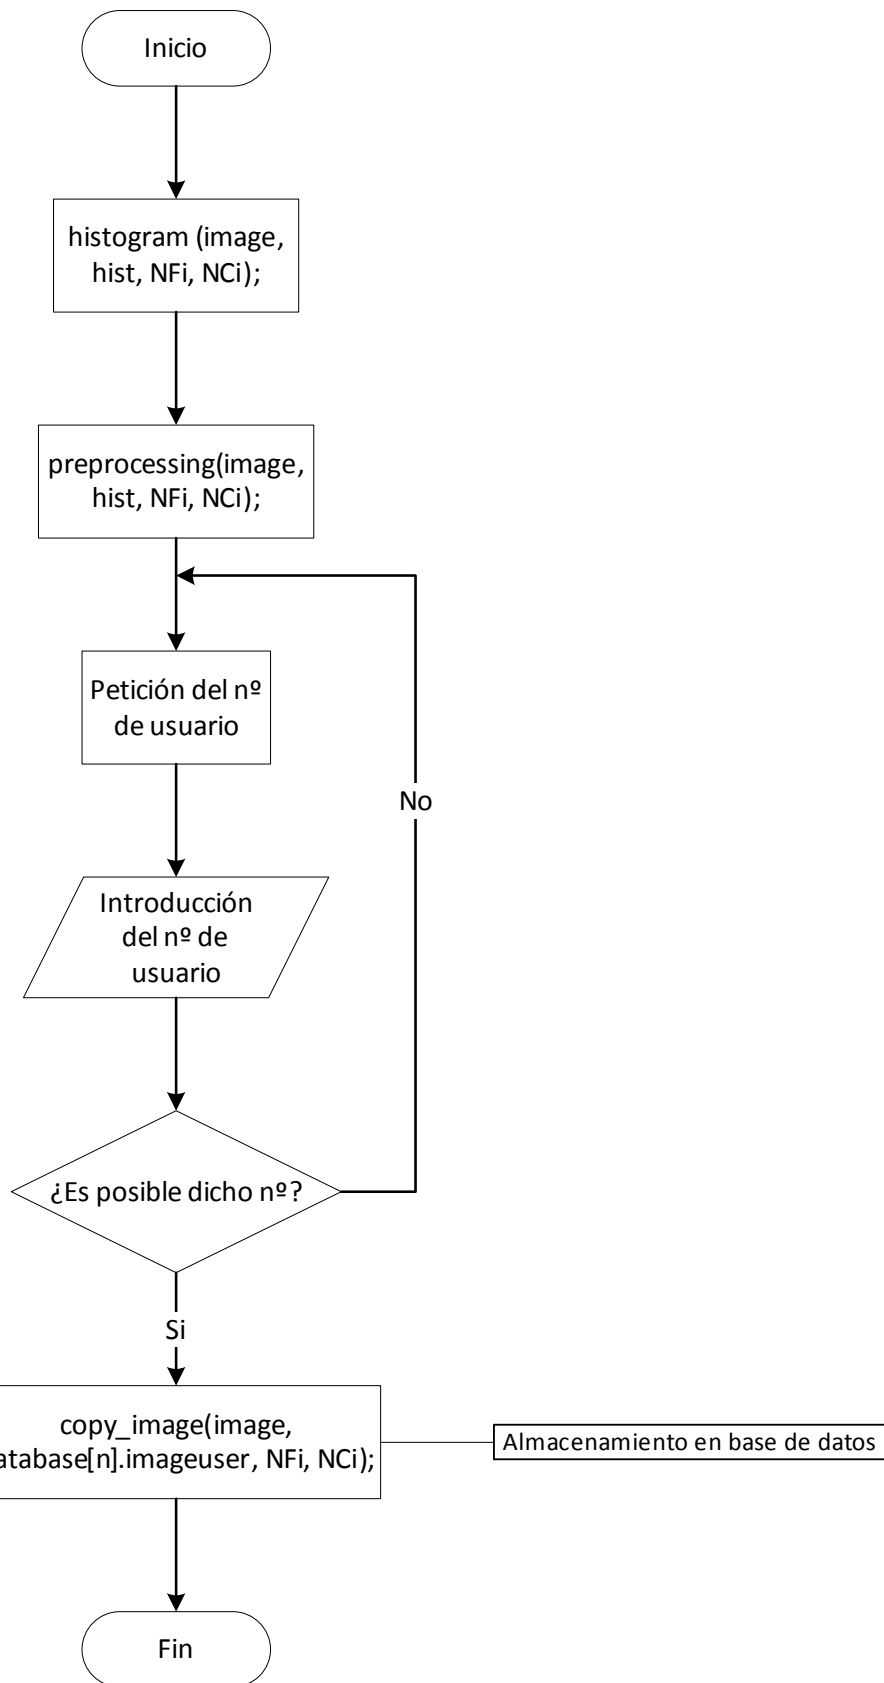 Inicio
histogram (image,
hist, NFi, NCi);
preprocessing(image,
hist, NFi, NCi);
Petición del nº
de usuario
No
Introducción
del nº de
usuario
¿Es posible dicho nº?
Si
copy_image(image,
atabase[n].imageuser, NFi, NCi);
Almacenamiento en base de datos
Fin